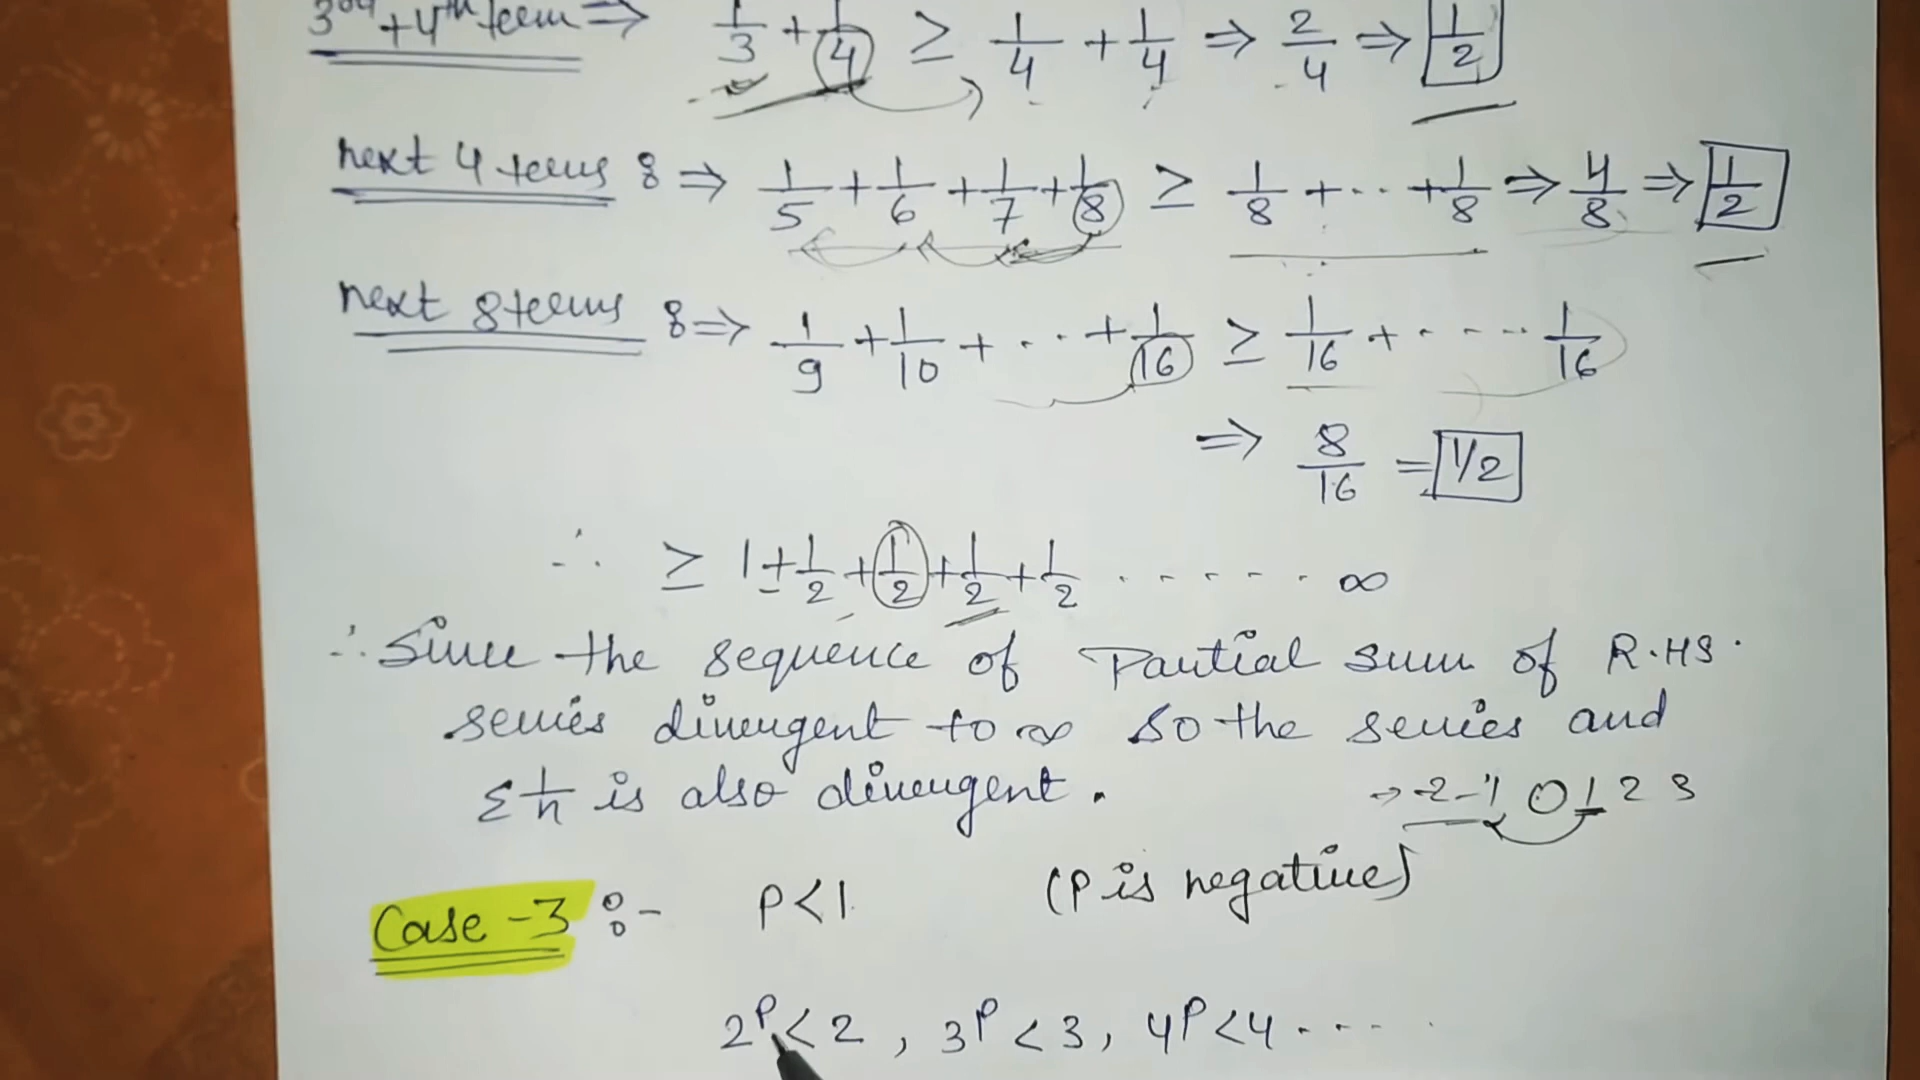 3rd + 4th term ⇒ 1/3 + 1/4 ≥ 1/4 + 1/4 ⇒ 2/4 ⇒ 1/2
next 4 terms : ⇒ 1/5 + 1/6 + 1/7 + 1/8 ≥ 1/8 + .. + 1/8 ⇒ 4/8 ⇒ 1/2
next 8 terms : ⇒ 1/9 + 1/10 + ... + 1/16 ≥ 1/16 + .... 1/16
⇒ 8/16 = 1/2
∴ ≥ 1 + 1/2 + 1/2 + 1/2 + 1/2 ...... ∞
∴ Since the sequence of Partial sum of R.H.S.
series divergent to ∞ so the series and
Σ 1/n is also divergent.
→ -2 -1 0 1 2 3
Case -3 :- P<1 (P is negative)
2^P < 2 , 3^P < 3, 4^P < 4 ....